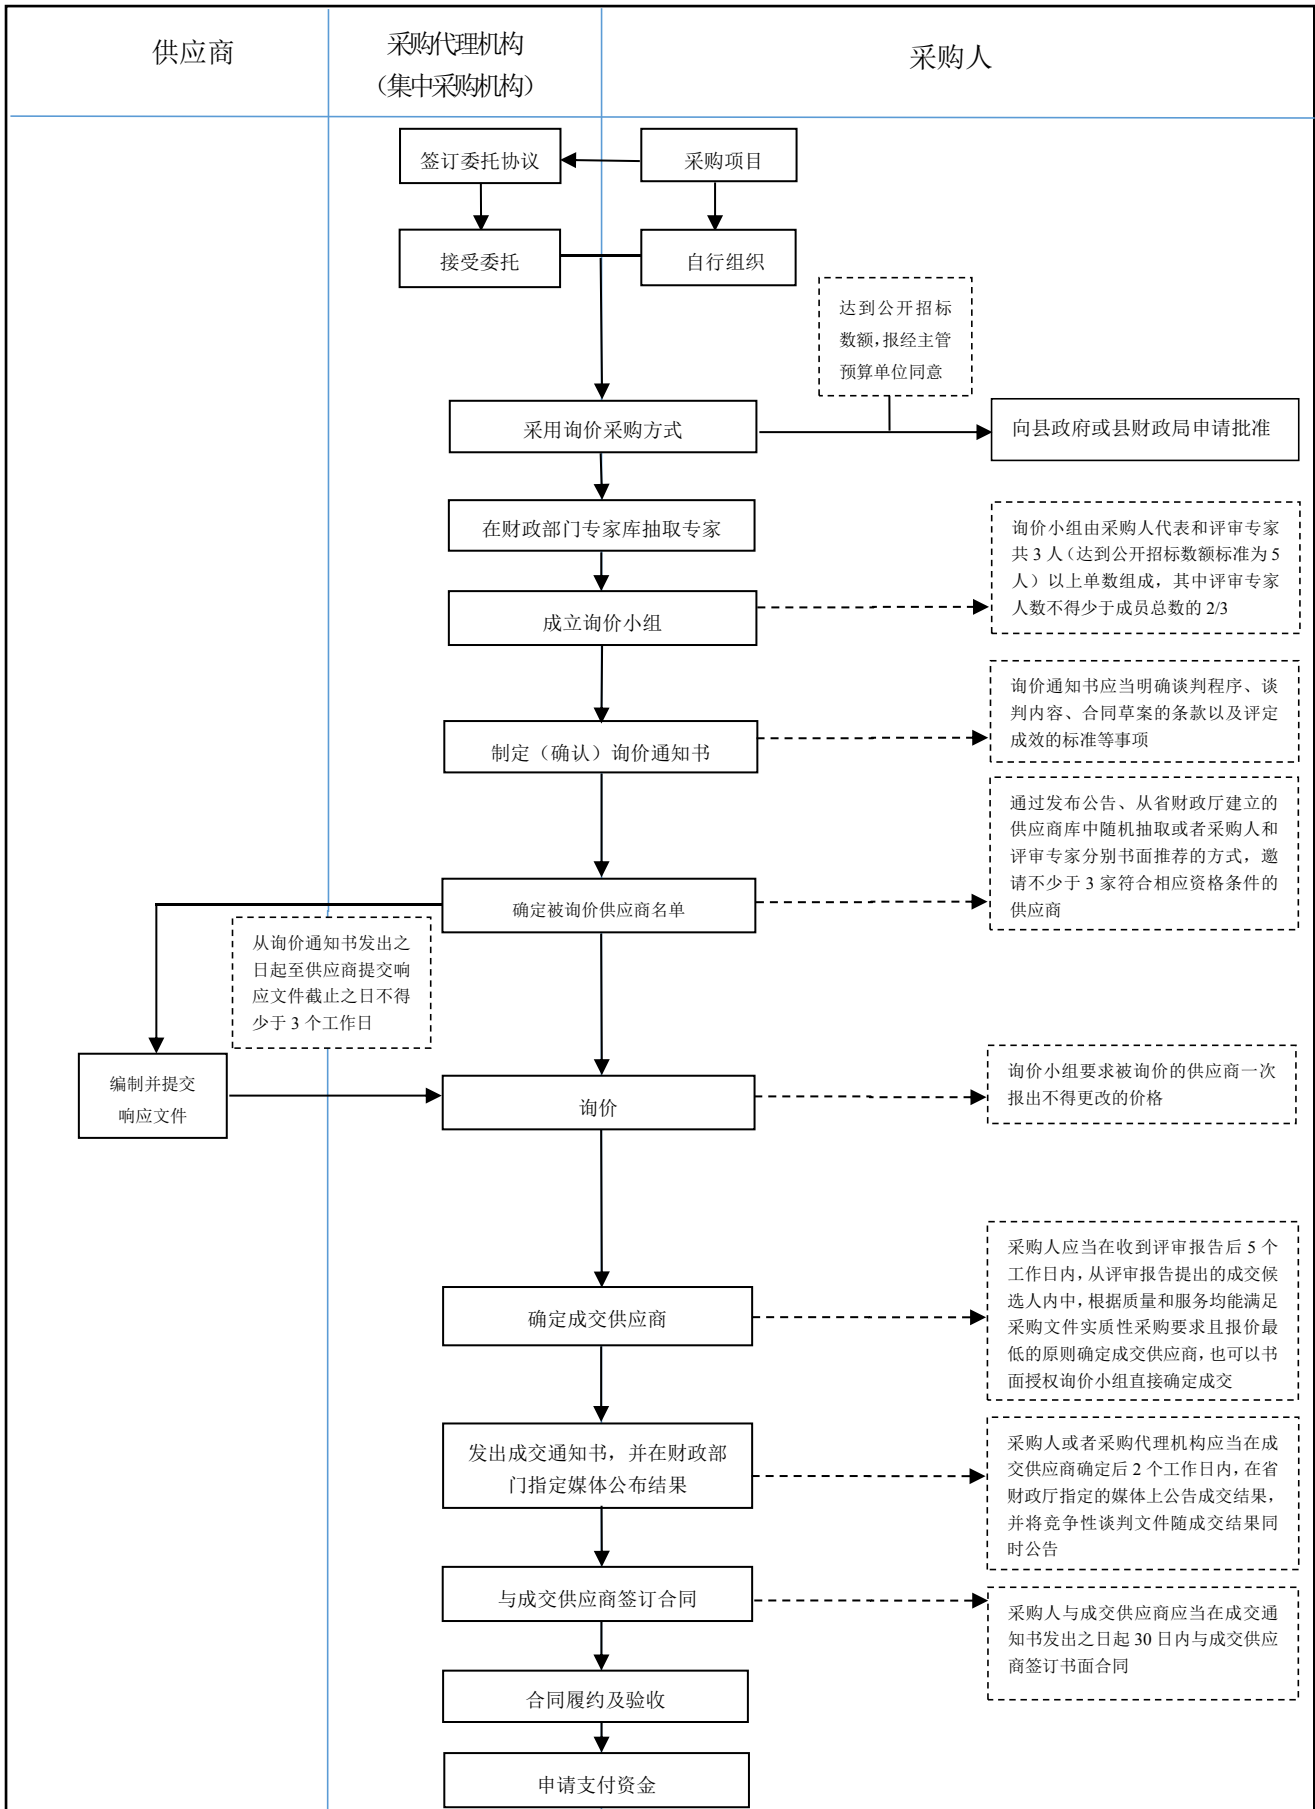 供应商
采购代理机构
（集中采购机构）
采购人
签订委托协议
采购项目
接受委托
自行组织
达到公开招标
数额，报经主管
预算单位同意
采用询价采购方式
向县政府或县财政局申请批准
在财政部门专家库抽取专家
询价小组由采购人代表和评审专家
共 3 人（达到公开招标数额标准为 5
人）以上单数组成，其中评审专家
人数不得少于成员总数的 2/3
成立询价小组
询价通知书应当明确谈判程序、谈
判内容、合同草案的条款以及评定
成效的标准等事项
制定（确认）询价通知书
通过发布公告、从省财政厅建立的
供应商库中随机抽取或者采购人和
评审专家分别书面推荐的方式，邀
请不少于 3 家符合相应资格条件的
供应商
确定被询价供应商名单
从询价通知书发出之
日起至供应商提交响
应文件截止之日不得
少于 3 个工作日
编制并提交
响应文件
询价
询价小组要求被询价的供应商一次
报出不得更改的价格
采购人应当在收到评审报告后 5 个
工作日内，从评审报告提出的成交候
选人内中，根据质量和服务均能满足
采购文件实质性采购要求且报价最
低的原则确定成交供应商，也可以书
面授权询价小组直接确定成交
确定成交供应商
发出成交通知书，并在财政部
门指定媒体公布结果
采购人或者采购代理机构应当在成
交供应商确定后 2 个工作日内，在省
财政厅指定的媒体上公告成交结果，
并将竞争性谈判文件随成交结果同
时公告
与成交供应商签订合同
采购人与成交供应商应当在成交通
知书发出之日起 30 日内与成交供应
商签订书面合同
合同履约及验收
申请支付资金